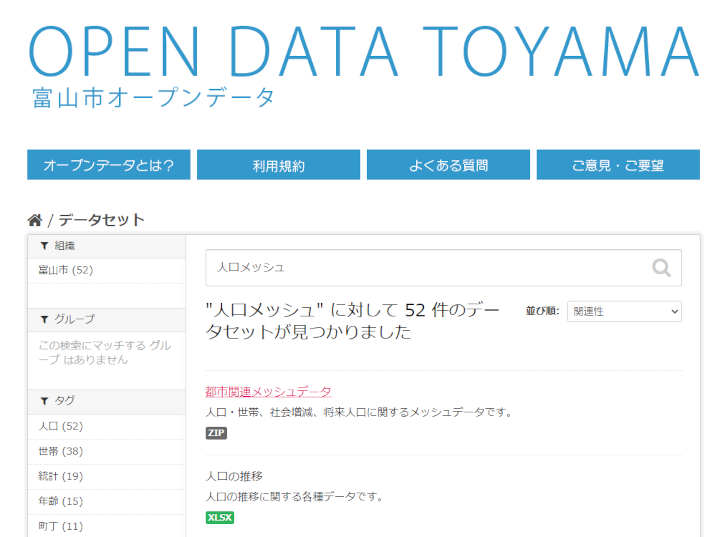 OPEN DATA TOYAMA
富山市オープンデータ
オープンデータとは？
利用規約
よくある質問
ご意見・ご要望
/ データセット
組織
富山市 (52)
グループ
この検索にマッチする グル
ープ はありません
タグ
人口 (52)
世帯 (38)
統計 (19)
年齢 (15)
町丁 (11)
人口メッシュ
"人口メッシュ" に対して 52 件のデー
タセットが見つかりました
並び順:
関連性
都市関連メッシュデータ
人口・世帯、社会増減、将来人口に関するメッシュデータです。
ZIP
人口の推移
人口の推移に関する各種データです。
XLSX